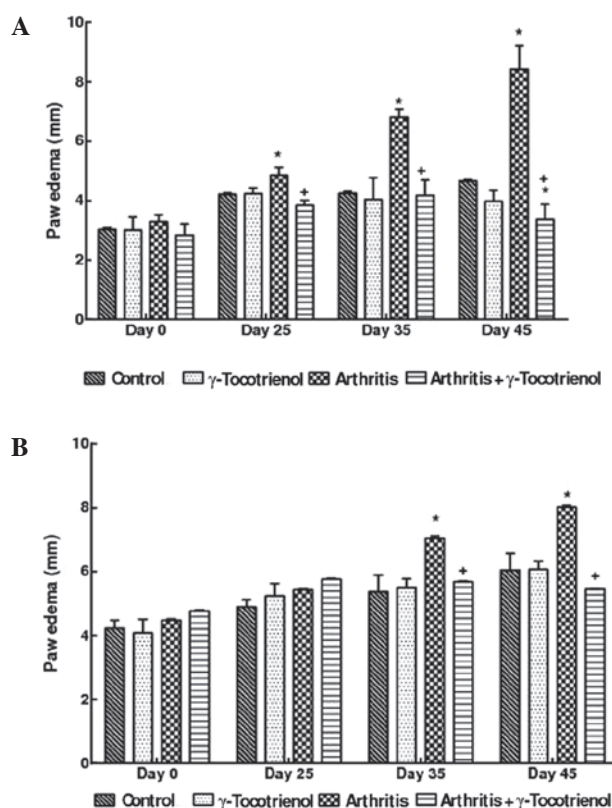 A
Paw edema (mm)
10
8
6
4
2
0
*
+
*
+
*
+
*
Day 0 Day 25 Day 35 Day 45
Control γ-Tocotrienol Arthritis Arthritis + γ-Tocotrienol
B
Paw edema (mm)
10
8
6
4
2
0
*
+
*
+
Day 0 Day 25 Day 35 Day 45
Control γ-Tocotrienol Arthritis Arthritis + γ-Tocotrienol